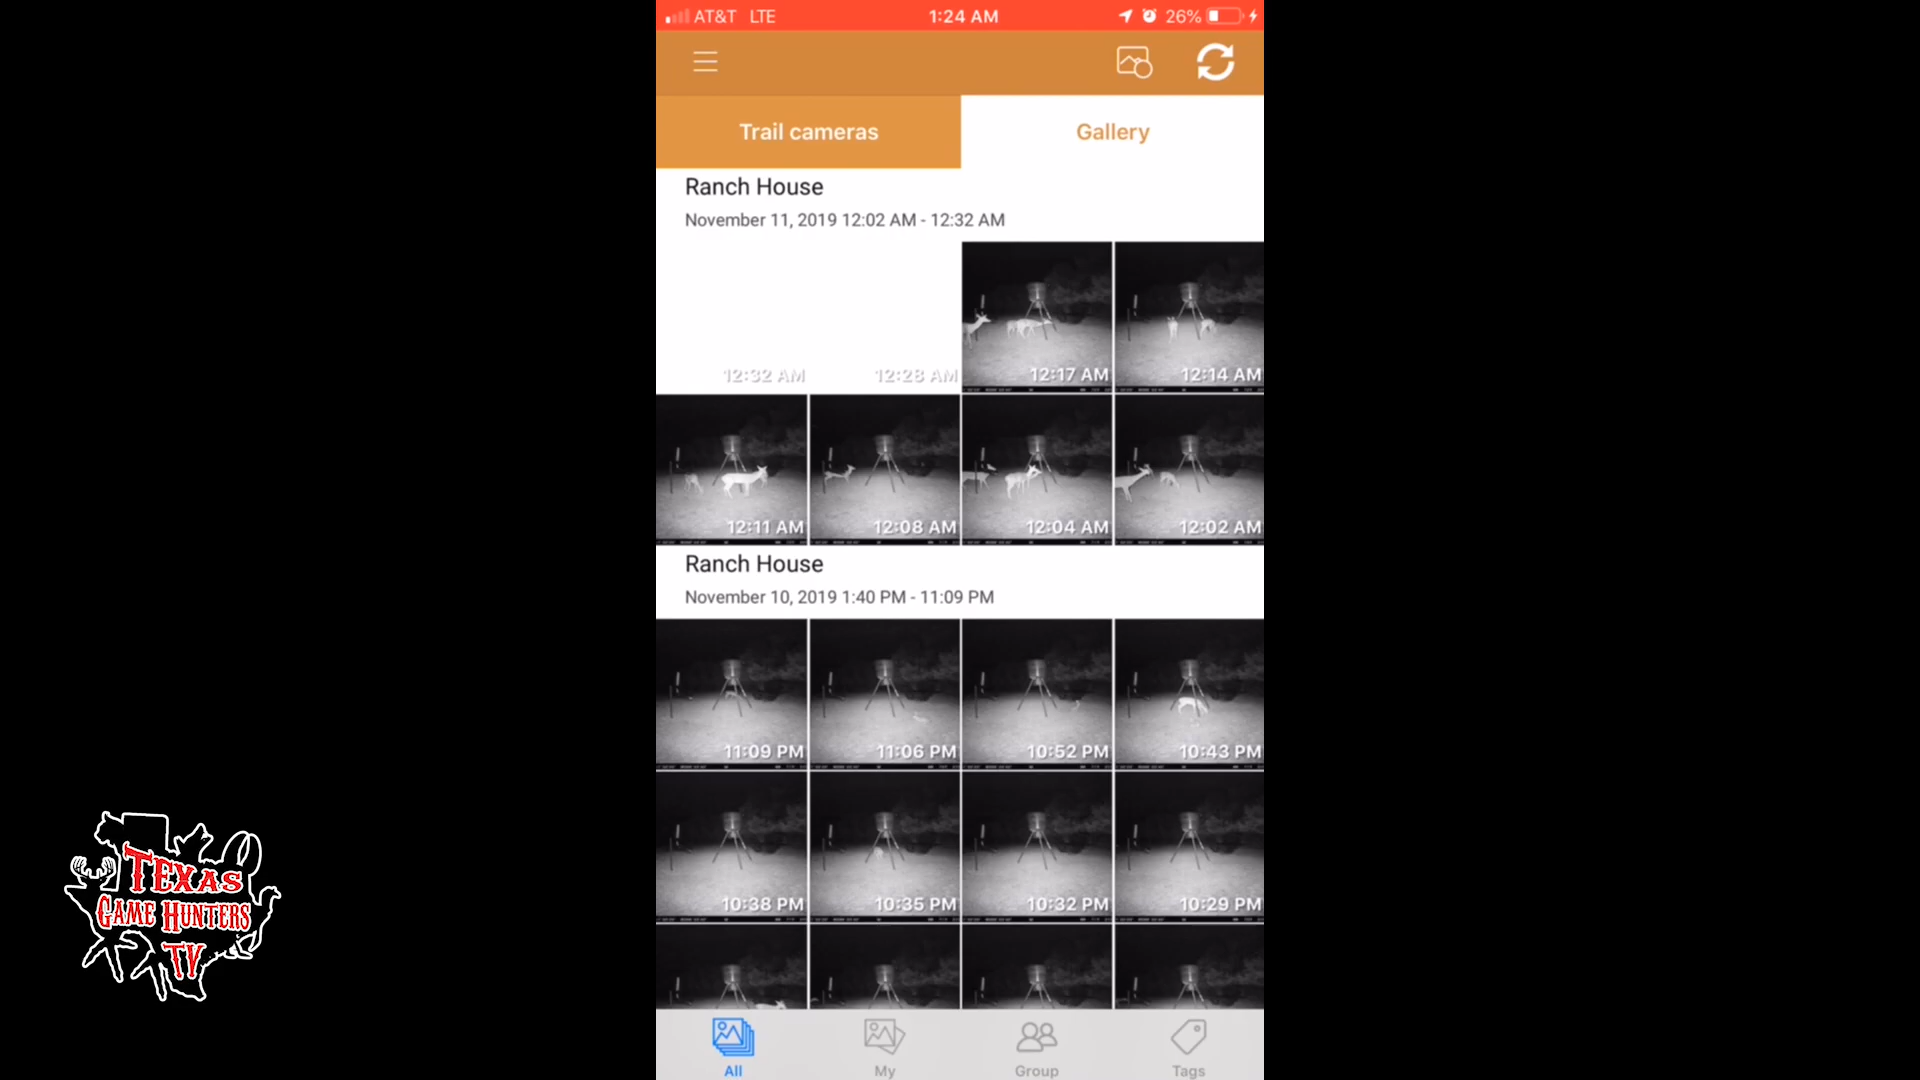 AT&T LTE 1:24 AM 26%
Trail cameras Gallery
Ranch House
November 11, 2019 12:02 AM - 12:32 AM
12:32 AM 12:28 AM 12:17 AM 12:14 AM
12:11 AM 12:08 AM 12:04 AM 12:02 AM
Ranch House
November 10, 2019 1:40 PM - 11:09 PM
11:09 PM 11:06 PM 10:52 PM 10:43 PM
10:38 PM 10:35 PM 10:32 PM 10:29 PM
All My Group Tags
TEXAS
GAME HUNTERS
TV